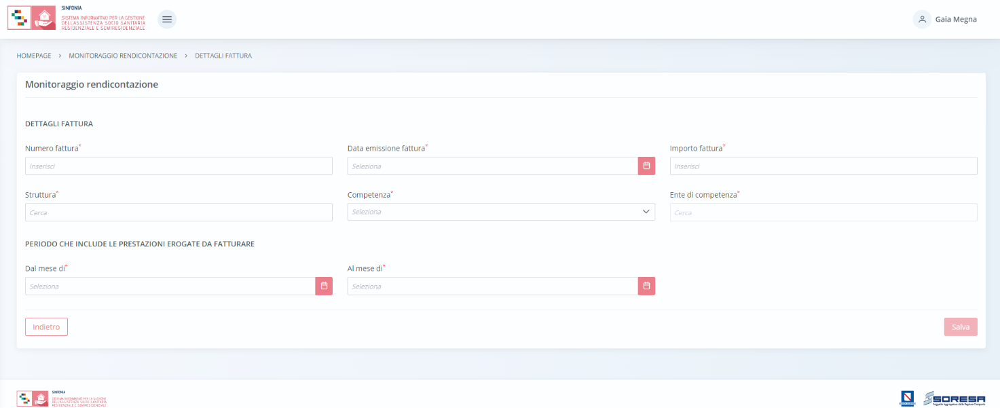 SINFONIA
SISTEMA INFORMATIVO PER LA GESTIONE
DELL'ASSISTENZA SOCIO SANITARIA
RESIDENZIALE E SEMIRESIDENZIALE
Gaia Megna
HOMEPAGE > MONITORAGGIO RENDICONTAZIONE > DETTAGLI FATTURA
Monitoraggio rendicontazione
DETTAGLI FATTURA
Numero fattura* Data emissione fattura* Importo fattura*
Inserisci Seleziona Inserisci
Struttura* Competenza* Ente di competenza*
Cerca Seleziona Cerca
PERIODO CHE INCLUDE LE PRESTAZIONI EROGATE DA FATTURARE
Dal mese di* Al mese di*
Seleziona Seleziona
Indietro Salva
SINFONIA
SISTEMA INFORMATIVO PER LA GESTIONE
DELL'ASSISTENZA SOCIO SANITARIA
RESIDENZIALE E SEMIRESIDENZIALE
SORESA